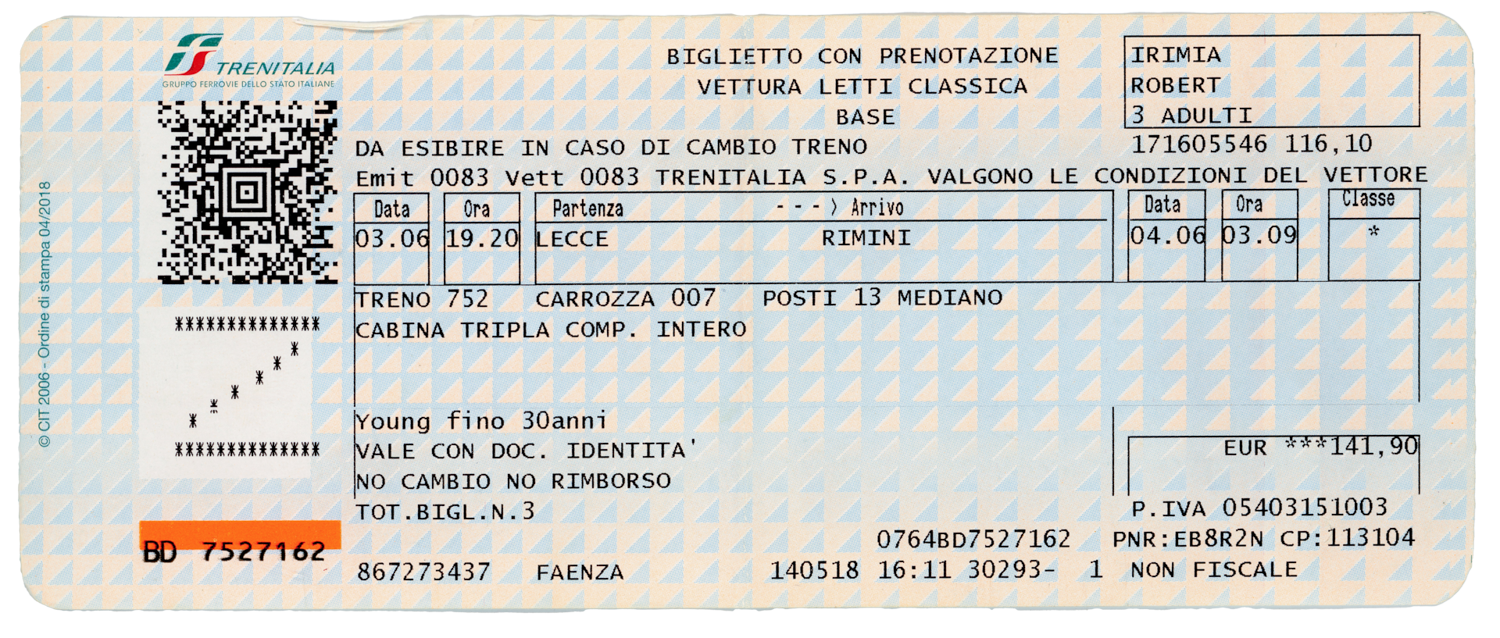 TRENITALIA
GRUPPO FERROVIE DELLO STATO ITALIANE
BIGLIETTO CON PRENOTAZIONE
VETTURA LETTI CLASSICA
BASE
IRIMIA
ROBERT
3 ADULTI
DA ESIBIRE IN CASO DI CAMBIO TRENO
171605546 116,10
Emit 0083 Vett 0083 TRENITALIA S.P.A. VALGONO LE CONDIZIONI DEL VETTORE
Data Ora Partenza ---〉 Arrivo Data Ora Classe
03.06 19.20 LECCE RIMINI 04.06 03.09 *
TRENO 752 CARROZZA 007 POSTI 13 MEDIANO
CABINA TRIPLA COMP. INTERO
**************
*
*
*
*
*
*
**************
Young fino 30anni
VALE CON DOC. IDENTITA'
EUR ***141,90
NO CAMBIO NO RIMBORSO
TOT.BIGL.N.3
P.IVA 05403151003
0764BD7527162 PNR:EB8R2N CP:113104
BD 7527162
867273437 FAENZA 140518 16:11 30293- 1 NON FISCALE
© CIT 2006 - Ordine di stampa 04/2018